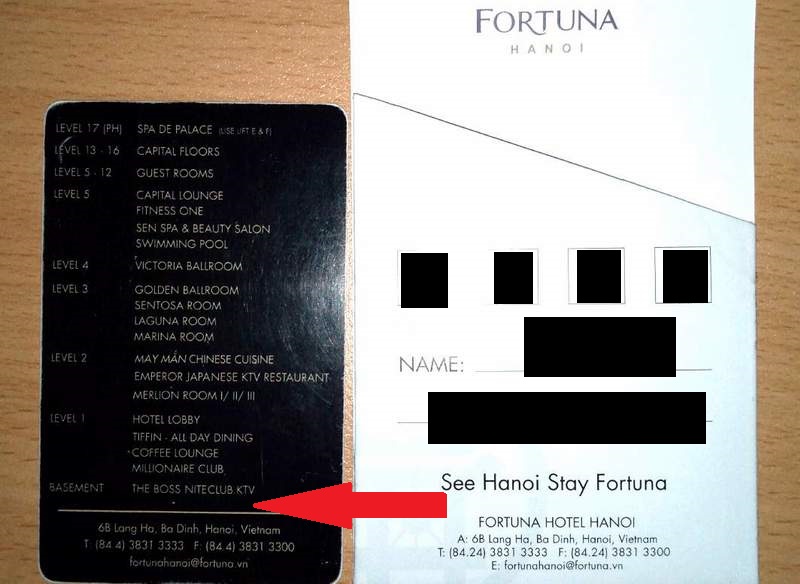 LEVEL 17 (PH) SPA DE PALACE (USE LIFT E & F)
LEVEL 13 - 16 CAPITAL FLOORS
LEVEL 5 - 12 GUEST ROOMS
LEVEL 5 CAPITAL LOUNGE
FITNESS ONE
SEN SPA & BEAUTY SALON
SWIMMING POOL
LEVEL 4 VICTORIA BALLROOM
LEVEL 3 GOLDEN BALLROOM
SENTOSA ROOM
LAGUNA ROOM
MARINA ROOM
LEVEL 2 MAY MẮN CHINESE CUISINE
EMPEROR JAPANESE KTV RESTAURANT
MERLION ROOM I/ II/ III
LEVEL 1 HOTEL LOBBY
TIFFIN - ALL DAY DINING
COFFEE LOUNGE
MILLIONAIRE CLUB
BASEMENT THE BOSS NITECLUB KTV
6B Lang Ha, Ba Dinh, Hanoi, Vietnam
T: (84.4) 3831 3333 F: (84.4) 3831 3300
fortunahanoi@fortuna.vn
FORTUNA
HANOI
NAME:
See Hanoi Stay Fortuna
FORTUNA HOTEL HANOI
A: 6B Lang Ha, Ba Dinh, Hanoi, Vietnam
T: (84.24) 3831 3333 F: (84.24) 3831 3300
E: fortunahanoi@fortuna.vn